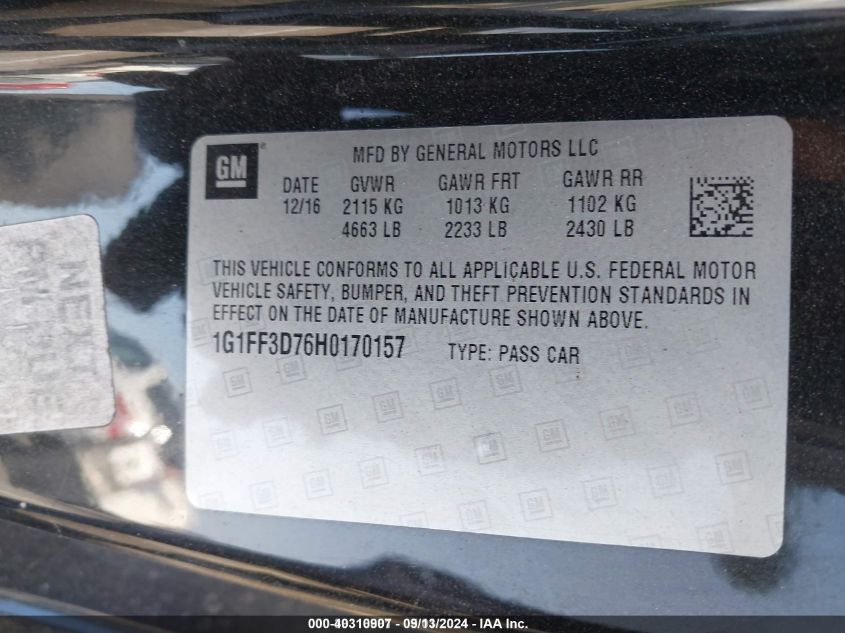 GM
MFD BY GENERAL MOTORS LLC
DATE GVWR GAWR FRT GAWR RR
12/16 2115 KG 1013 KG 1102 KG
4663 LB 2233 LB 2430 LB
THIS VEHICLE CONFORMS TO ALL APPLICABLE U.S. FEDERAL MOTOR
VEHICLE SAFETY, BUMPER, AND THEFT PREVENTION STANDARDS IN
EFFECT ON THE DATE OF MANUFACTURE SHOWN ABOVE.
1G1FF3D76H0170157 TYPE: PASS CAR
NEXT
000-40310907 - 09/13/2024 - IAA Inc.